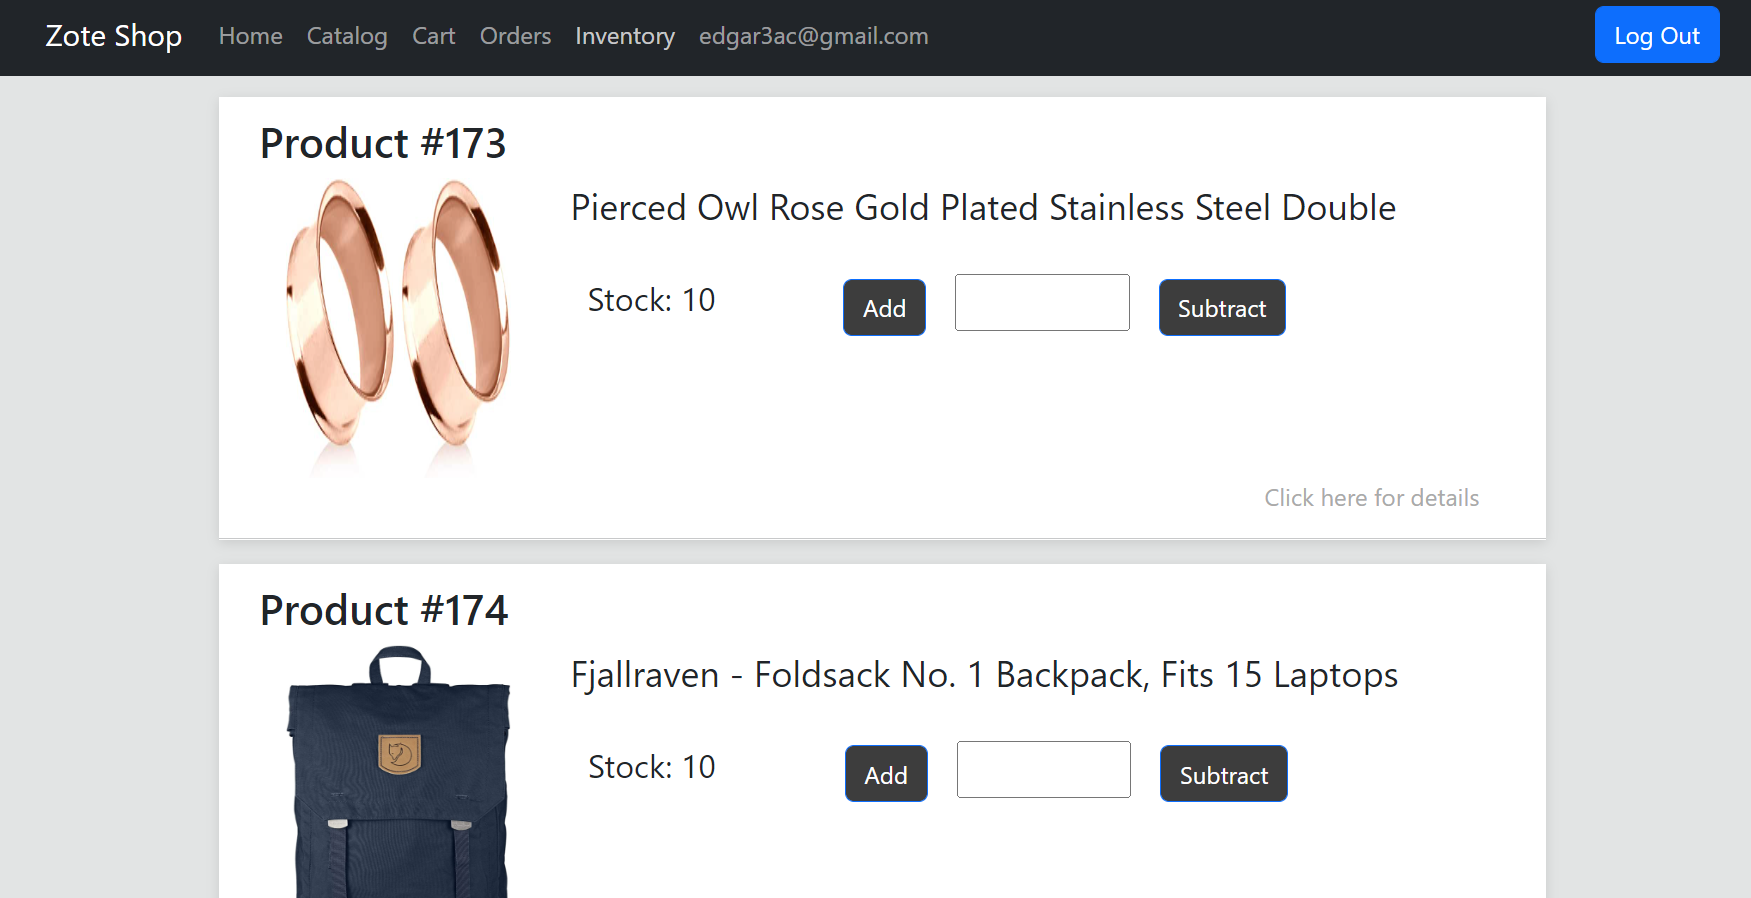 Zote Shop Home Catalog Cart Orders Inventory edgar3ac@gmail.com Log Out
Product #173
Pierced Owl Rose Gold Plated Stainless Steel Double
Stock: 10 Add Subtract
Click here for details
Product #174
Fjallraven - Foldsack No. 1 Backpack, Fits 15 Laptops
Stock: 10 Add Subtract